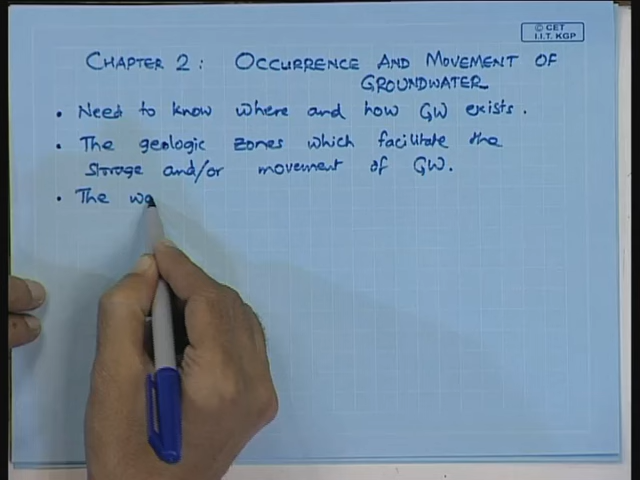 © CET
I.I.T. KGP
CHAPTER 2 : OCCURRENCE AND MOVEMENT OF
GROUNDWATER
• Need to know where and how GW exists.
• The geologic zones which facilitate the
storage and/or movement of GW.
• The wa